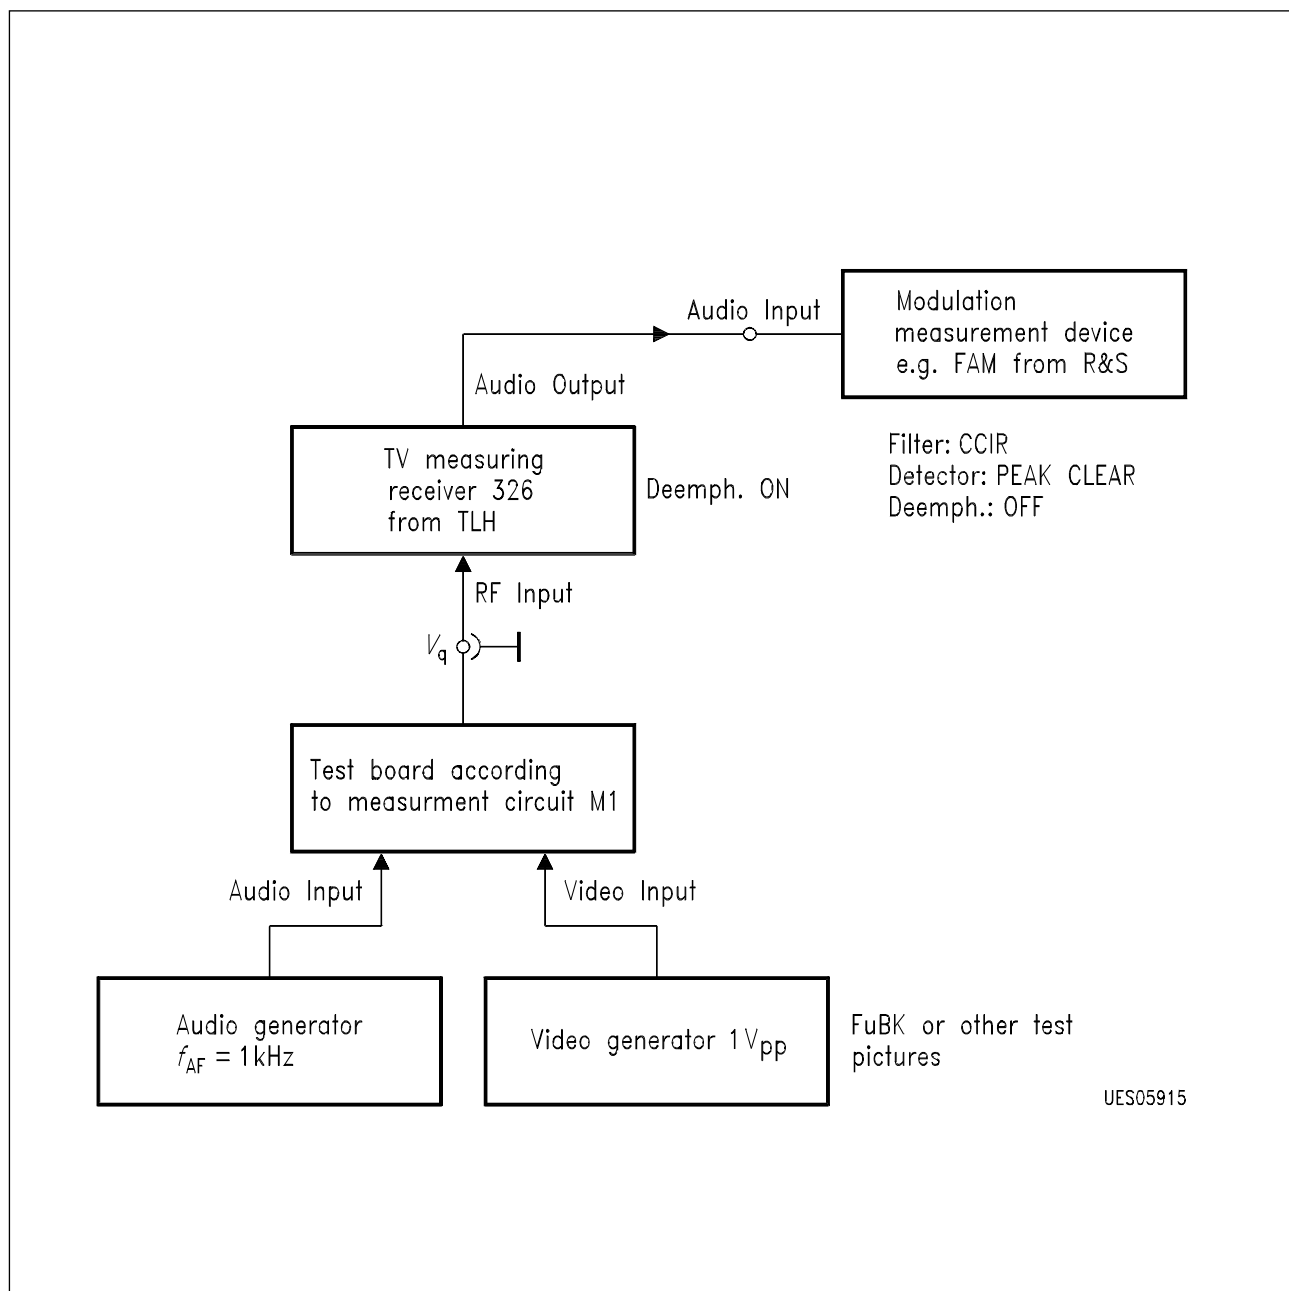 Audio Input
Modulation
measurement device
e.g. FAM from R&S
Audio Output
Filter: CCIR
Detector: PEAK CLEAR
Deemph.: OFF
TV measuring
receiver 326
from TLH
Deemph. ON
RF Input
Vq
Test board according
to measurment circuit M1
Audio Input
Video Input
Audio generator
fAF = 1kHz
Video generator 1Vpp
FuBK or other test
pictures
UES05915